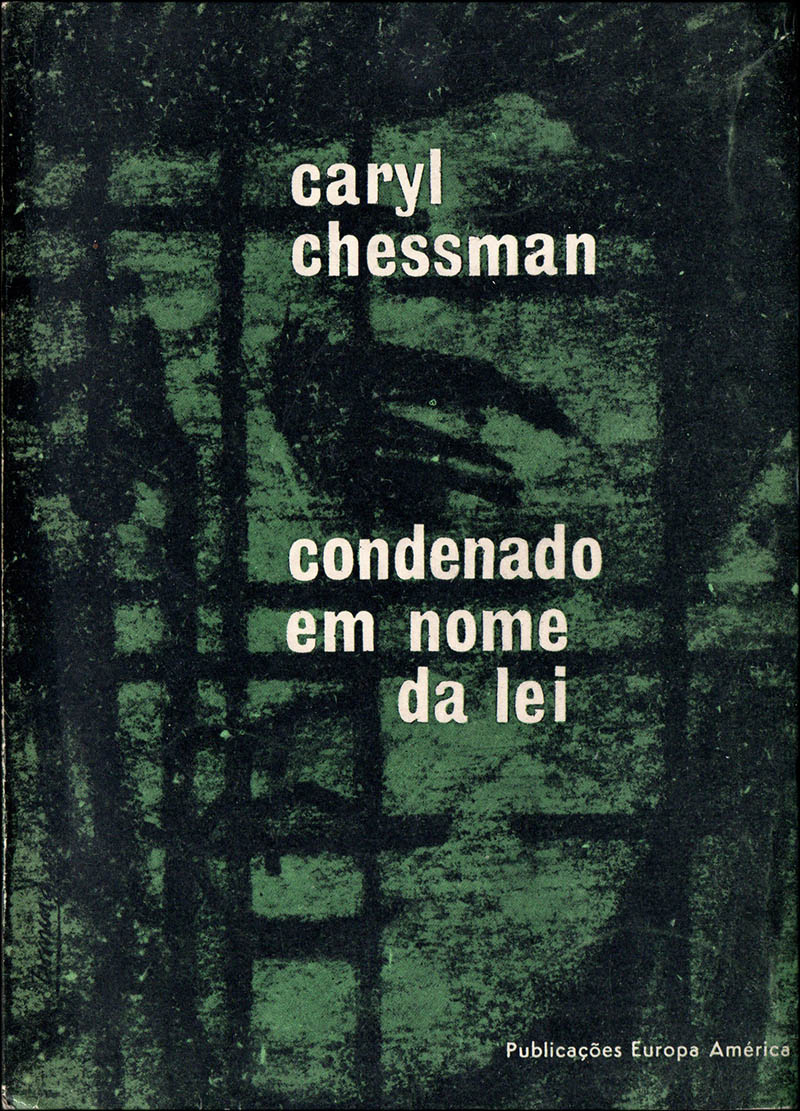 caryl
chessman
condenado
em nome
da lei
Publicações Europa América